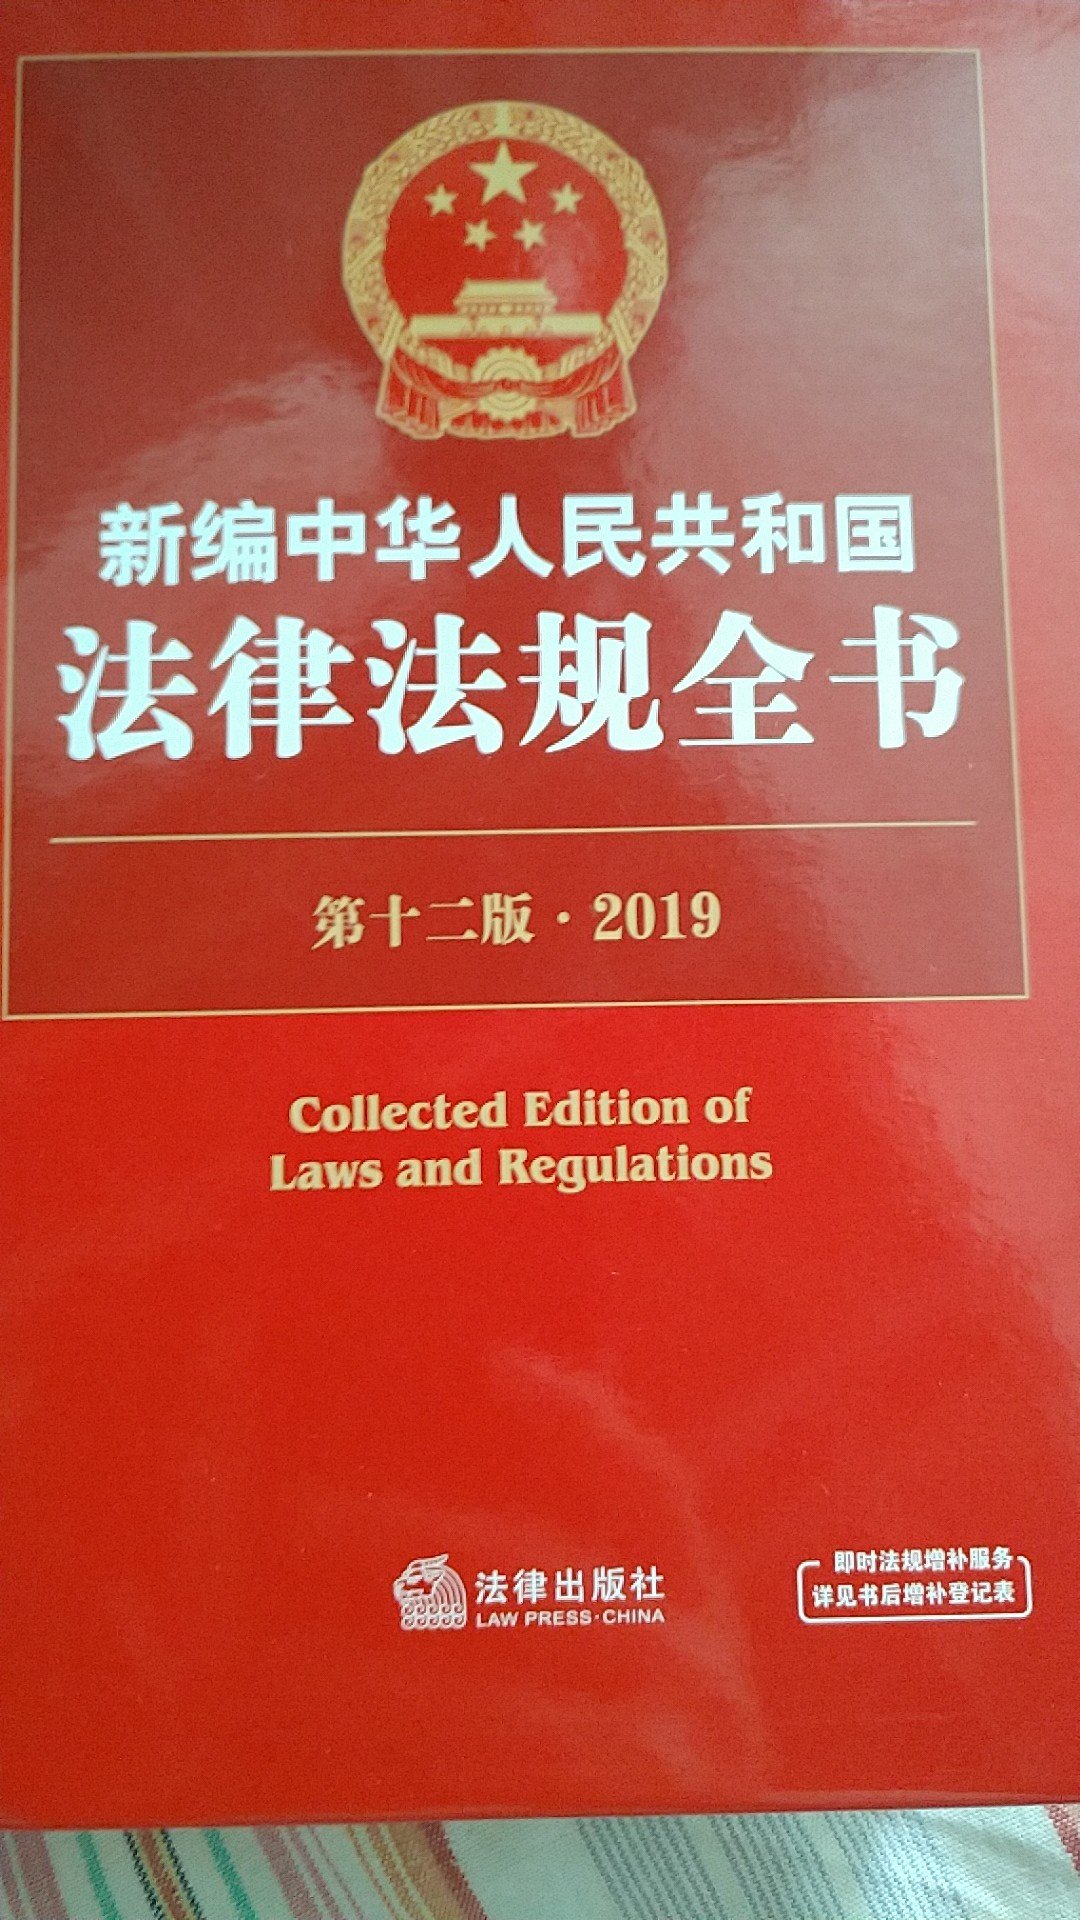 新编中华人民共和国
法律法规全书
第十二版·2019
Collected Edition of
Laws and Regulations
法律出版社
LAW PRESS·CHINA
即时法规增补服务
详见书后增补登记表